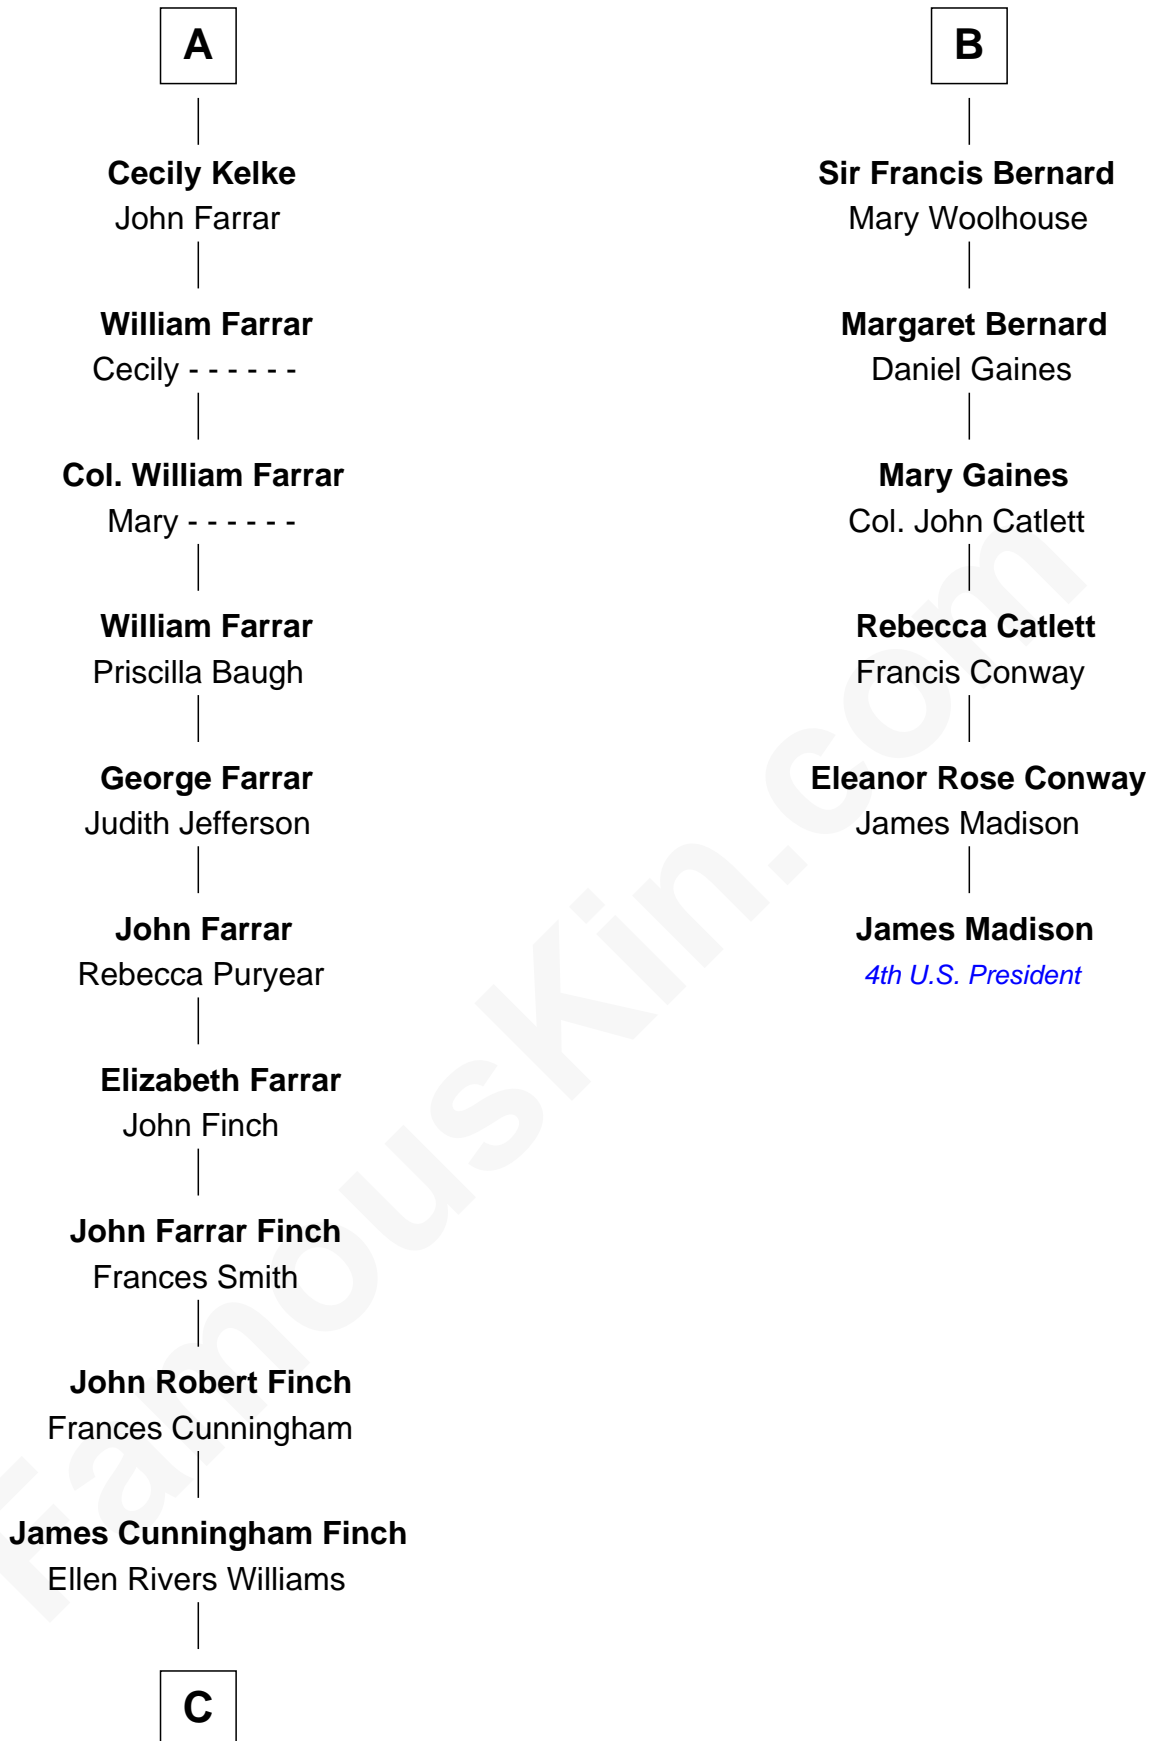 A
Cecily Kelke
John Farrar
William Farrar
Cecily - - - - - -
Col. William Farrar
Mary - - - - - -
William Farrar
Priscilla Baugh
George Farrar
Judith Jefferson
John Farrar
Rebecca Puryear
Elizabeth Farrar
John Finch
John Farrar Finch
Frances Smith
John Robert Finch
Frances Cunningham
James Cunningham Finch
Ellen Rivers Williams
C
B
Sir Francis Bernard
Mary Woolhouse
Margaret Bernard
Daniel Gaines
Mary Gaines
Col. John Catlett
Rebecca Catlett
Francis Conway
Eleanor Rose Conway
James Madison
James Madison
4th U.S. President
FamousKin.com